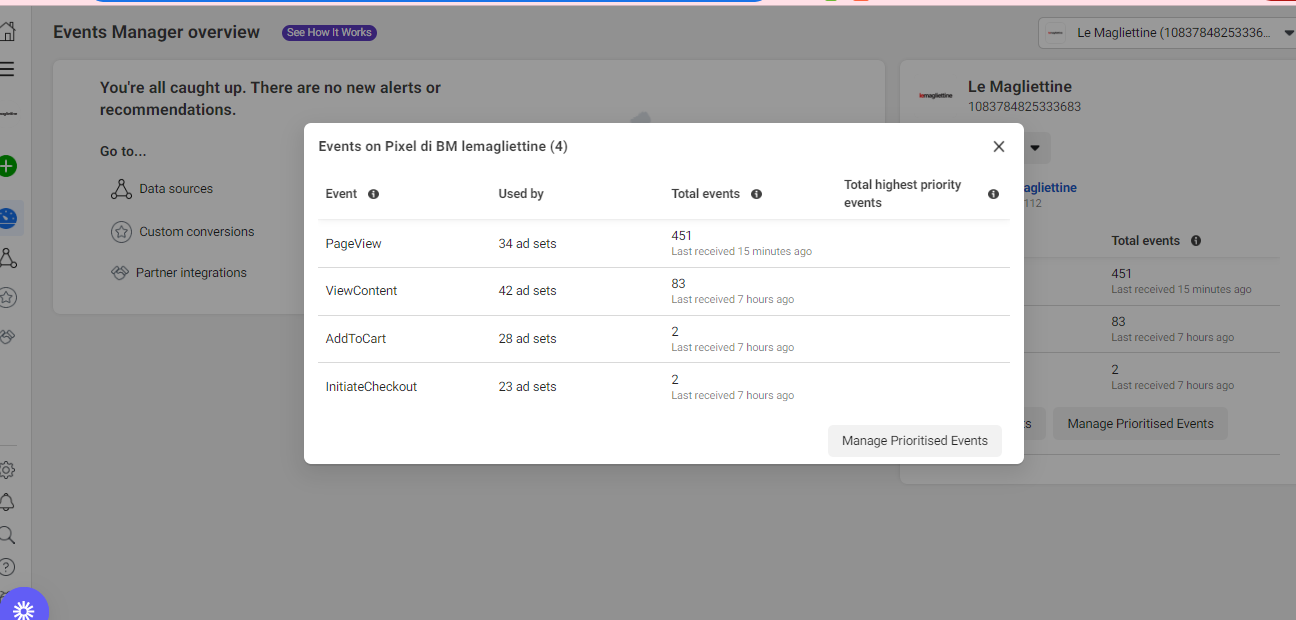 Events Manager overview
See How It Works
Le Magliettine (10837848253336...
You're all caught up. There are no new alerts or
recommendations.
Go to...
Data sources
Custom conversions
Partner integrations
lemagliettine
Le Magliettine
1083784825333683
agliettine
112
Total events
451
Last received 15 minutes ago
83
Last received 7 hours ago
2
Last received 7 hours ago
ts
Manage Prioritised Events
Events on Pixel di BM lemagliettine (4)
Event
Used by
Total events
Total highest priority
events
PageView
34 ad sets
451
Last received 15 minutes ago
ViewContent
42 ad sets
83
Last received 7 hours ago
AddToCart
28 ad sets
2
Last received 7 hours ago
InitiateCheckout
23 ad sets
2
Last received 7 hours ago
Manage Prioritised Events